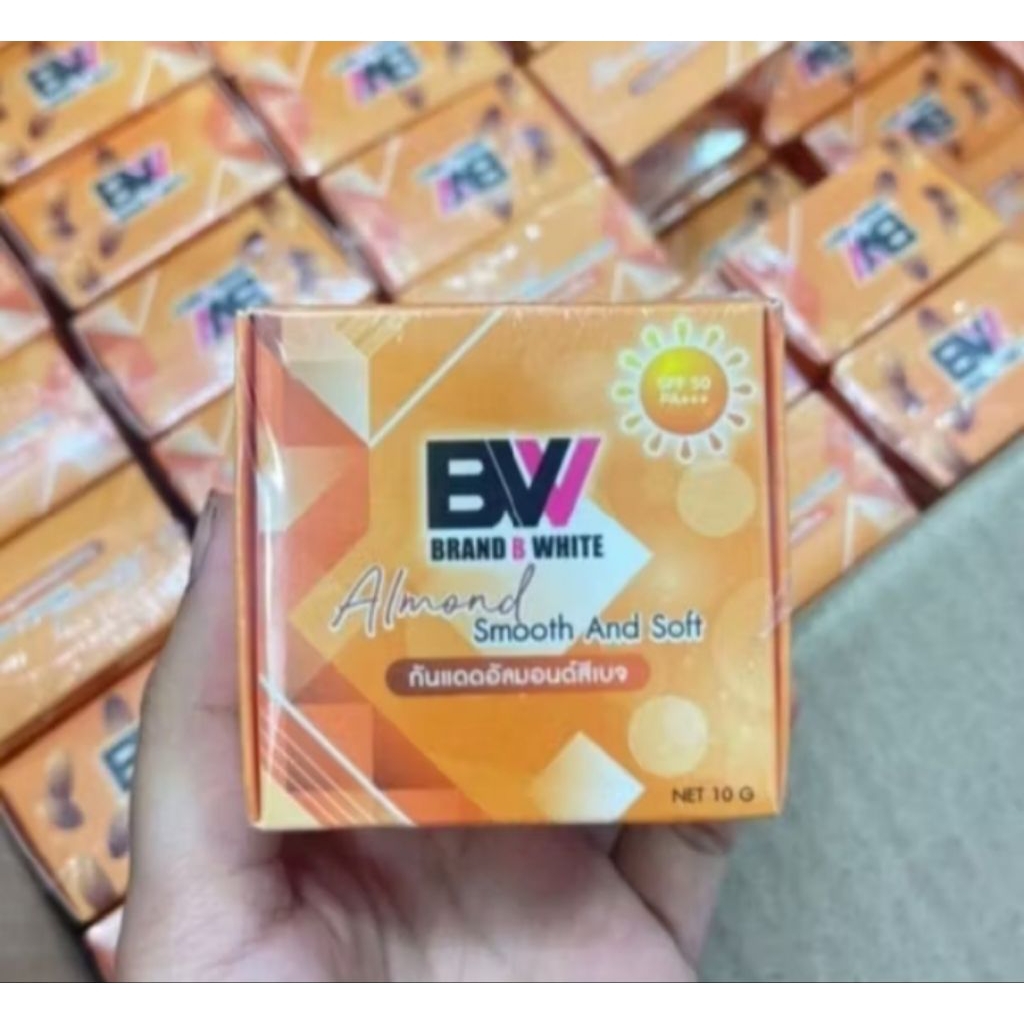 SPF 50
PA+++
BW
BRAND B WHITE
Almond
Smooth And Soft
กันแดดอัลมอนด์สีเบจ
NET 10 G